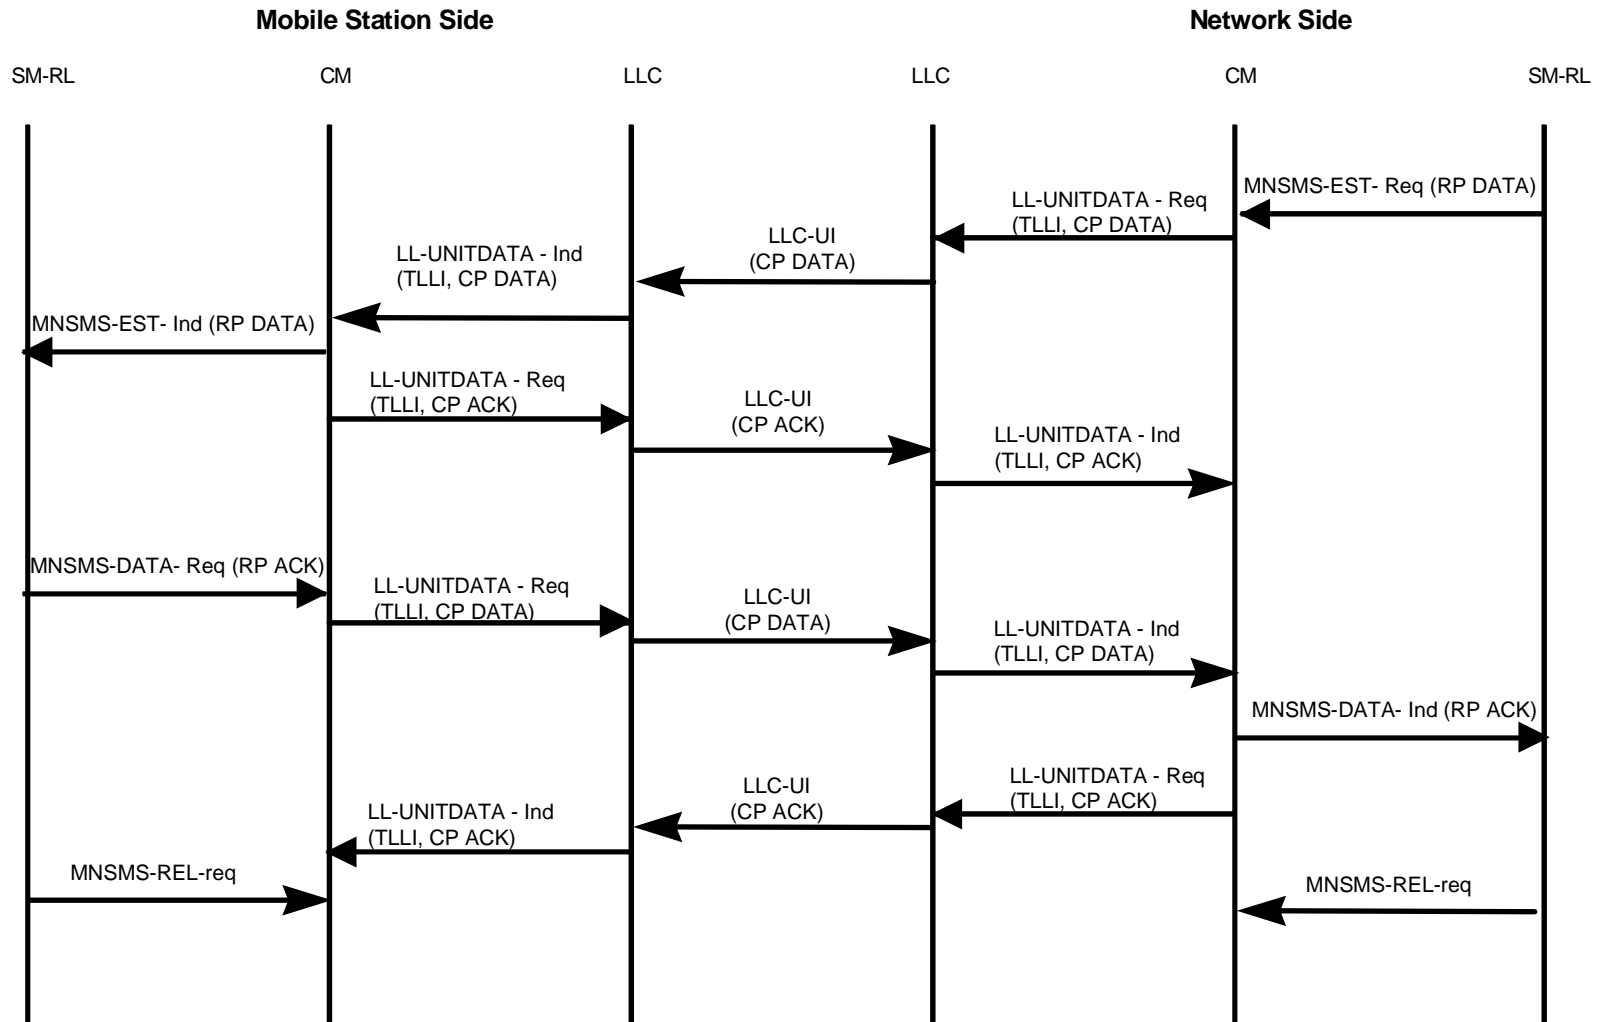 Mobile Station Side
Network Side
SM-RL
CM
LLC
LLC
CM
SM-RL
MNSMS-EST- Req (RP DATA)
LL-UNITDATA - Req
(TLLI, CP DATA)
LLC-UI
(CP DATA)
LL-UNITDATA - Ind
(TLLI, CP DATA)
MNSMS-EST- Ind (RP DATA)
LL-UNITDATA - Req
(TLLI, CP ACK)
LLC-UI
(CP ACK)
LL-UNITDATA - Ind
(TLLI, CP ACK)
MNSMS-DATA- Req (RP ACK)
LL-UNITDATA - Req
(TLLI, CP DATA)
LLC-UI
(CP DATA)
LL-UNITDATA - Ind
(TLLI, CP DATA)
MNSMS-DATA- Ind (RP ACK)
LL-UNITDATA - Req
(TLLI, CP ACK)
LLC-UI
(CP ACK)
LL-UNITDATA - Ind
(TLLI, CP ACK)
MNSMS-REL-req
MNSMS-REL-req